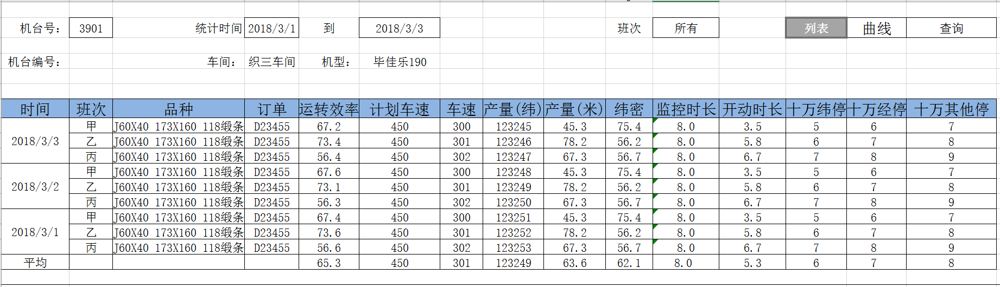 机台号： 3901 统计时间 2018/3/1 到 2018/3/3 班次 所有 列表 曲线 查询
机台编号： 车间： 织三车间 机型： 毕佳乐190
时间 班次 品种 订单 运转效率 计划车速 车速 产量(纬) 产量(米) 纬密 监控时长 开动时长 十万纬停 十万经停 十万其他停
2018/3/3 甲 J60X40 173X160 118缎条 D23455 67.2 450 300 123245 45.3 75.4 8.0 3.5 5 6 7
乙 J60X40 173X160 118缎条 D23455 73.4 450 301 123246 78.2 56.2 8.0 5.8 6 7 8
丙 J60X40 173X160 118缎条 D23455 56.4 450 302 123247 67.3 56.7 8.0 6.7 7 8 9
2018/3/2 甲 J60X40 173X160 118缎条 D23455 67.6 450 300 123248 45.3 75.4 8.0 3.5 5 6 7
乙 J60X40 173X160 118缎条 D23455 73.1 450 301 123249 78.2 56.2 8.0 5.8 6 7 8
丙 J60X40 173X160 118缎条 D23455 56.3 450 302 123250 67.3 56.7 8.0 6.7 7 8 9
2018/3/1 甲 J60X40 173X160 118缎条 D23455 67.4 450 300 123251 45.3 75.4 8.0 3.5 5 6 7
乙 J60X40 173X160 118缎条 D23455 73.6 450 301 123252 78.2 56.2 8.0 5.8 6 7 8
丙 J60X40 173X160 118缎条 D23455 56.6 450 302 123253 67.3 56.7 8.0 6.7 7 8 9
平均 65.3 450 301 123249 63.6 62.1 8.0 5.3 6 7 8